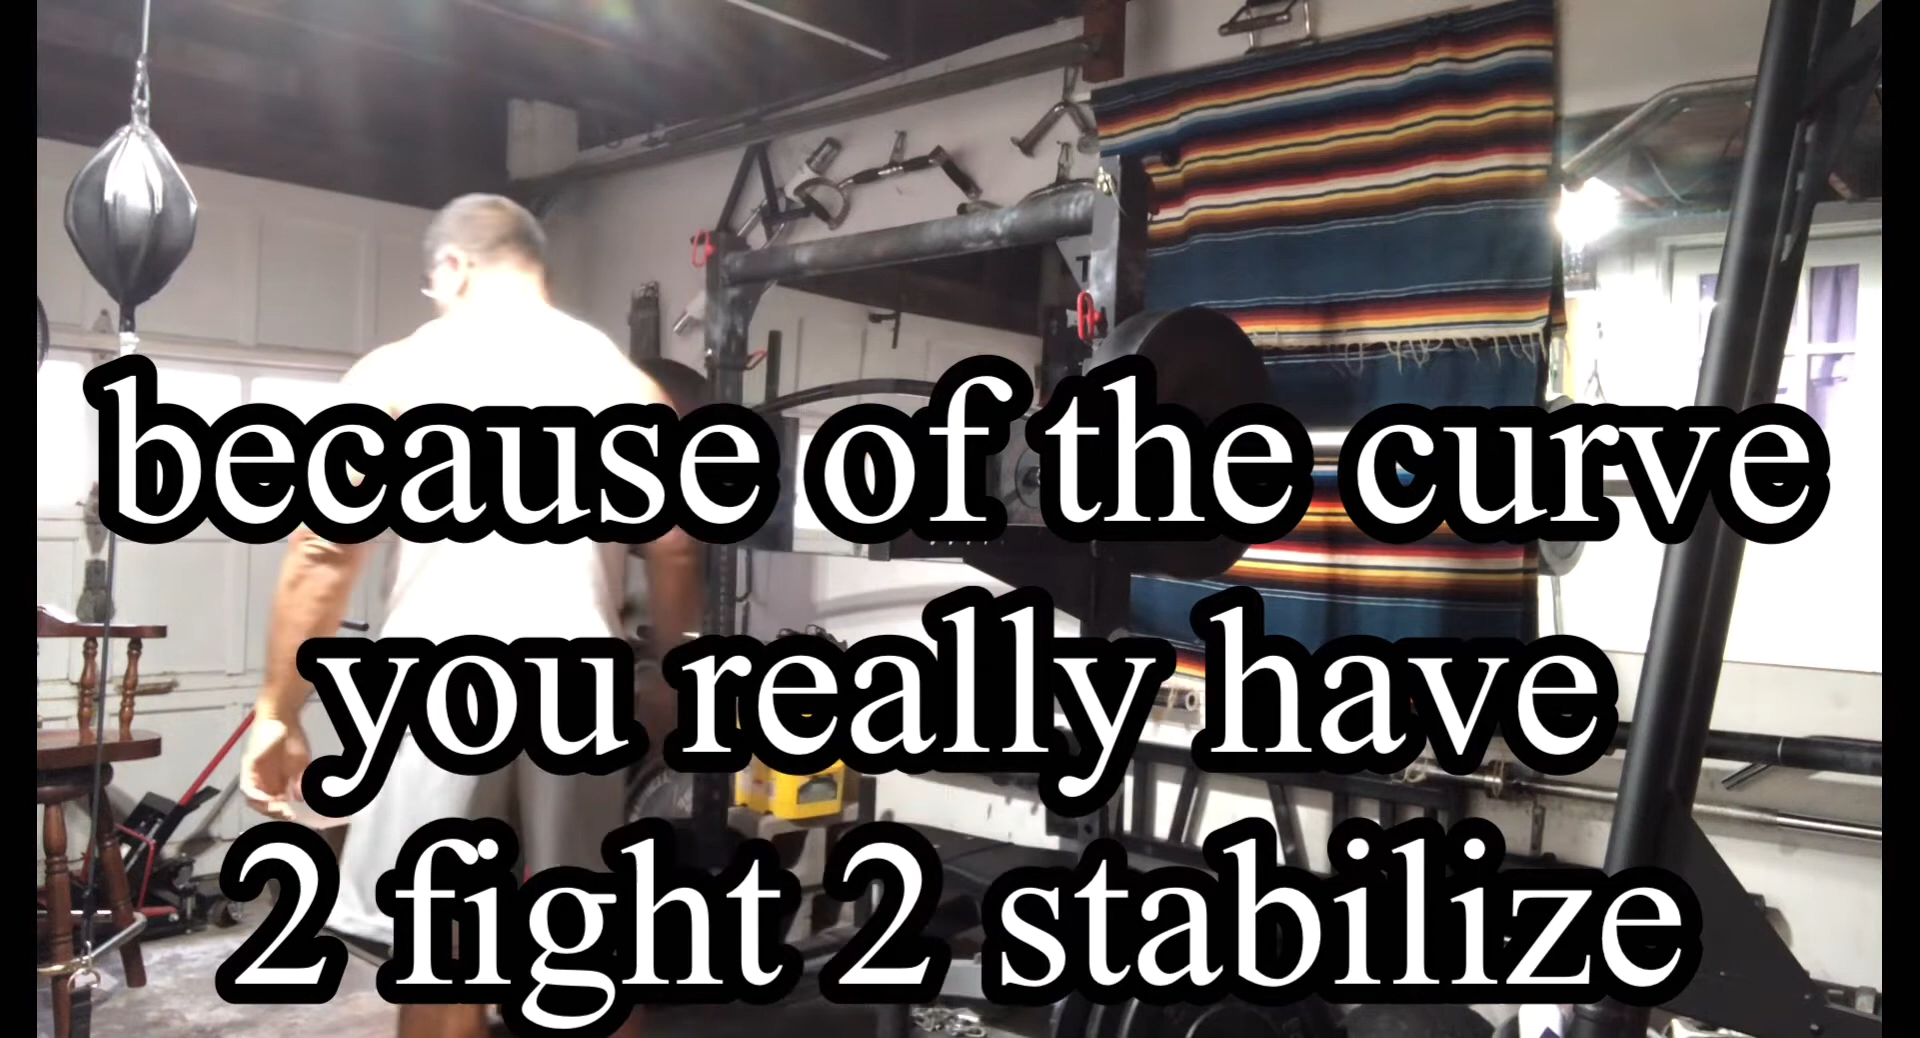 because of the curve
you really have
2 fight 2 stabilize